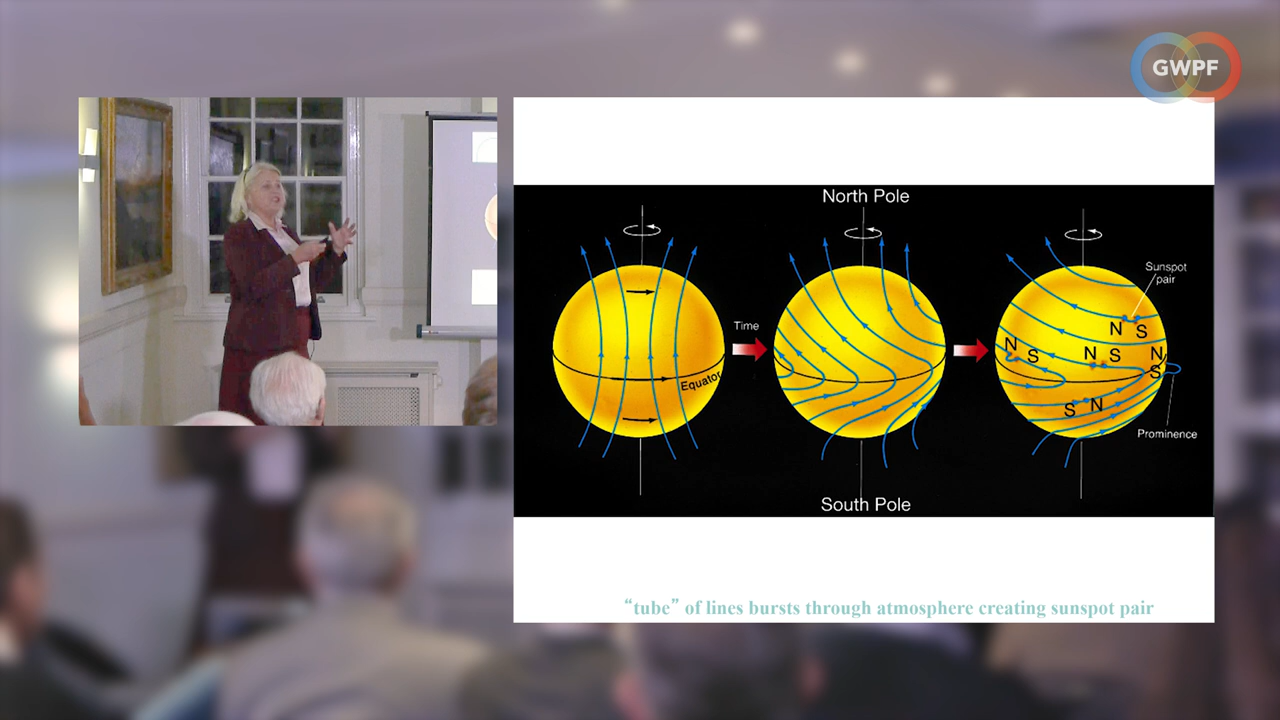 GWPF
North Pole
Sunspot
pair
Time
N S
N S
N S
N
S
Equator
S N
Prominence
South Pole
“tube” of lines bursts through atmosphere creating sunspot pair